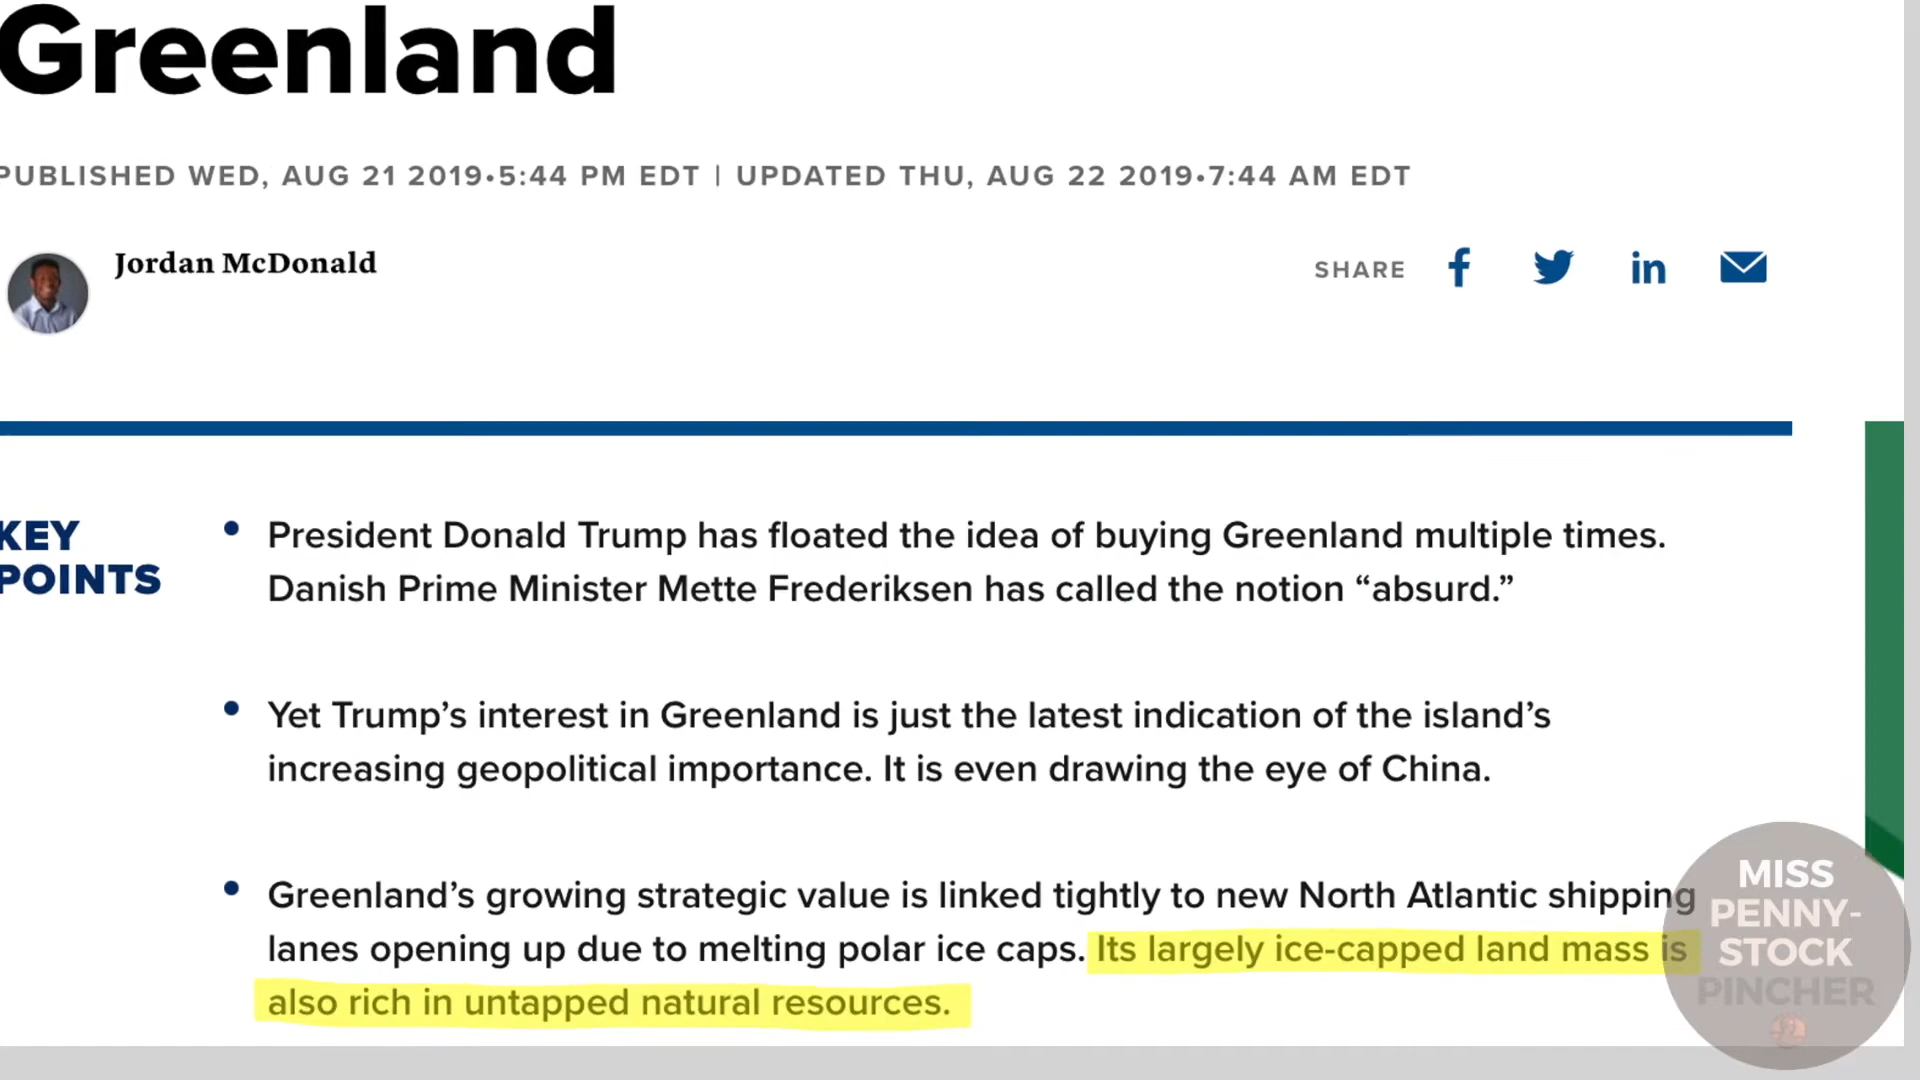 Greenland
PUBLISHED WED, AUG 21 2019•5:44 PM EDT | UPDATED THU, AUG 22 2019•7:44 AM EDT
Jordan McDonald
SHARE
KEY
POINTS
President Donald Trump has floated the idea of buying Greenland multiple times.
Danish Prime Minister Mette Frederiksen has called the notion “absurd.”
Yet Trump’s interest in Greenland is just the latest indication of the island’s
increasing geopolitical importance. It is even drawing the eye of China.
Greenland’s growing strategic value is linked tightly to new North Atlantic shipping
lanes opening up due to melting polar ice caps. Its largely ice-capped land mass is
also rich in untapped natural resources.
MISS
PENNY-
STOCK
PINCHER